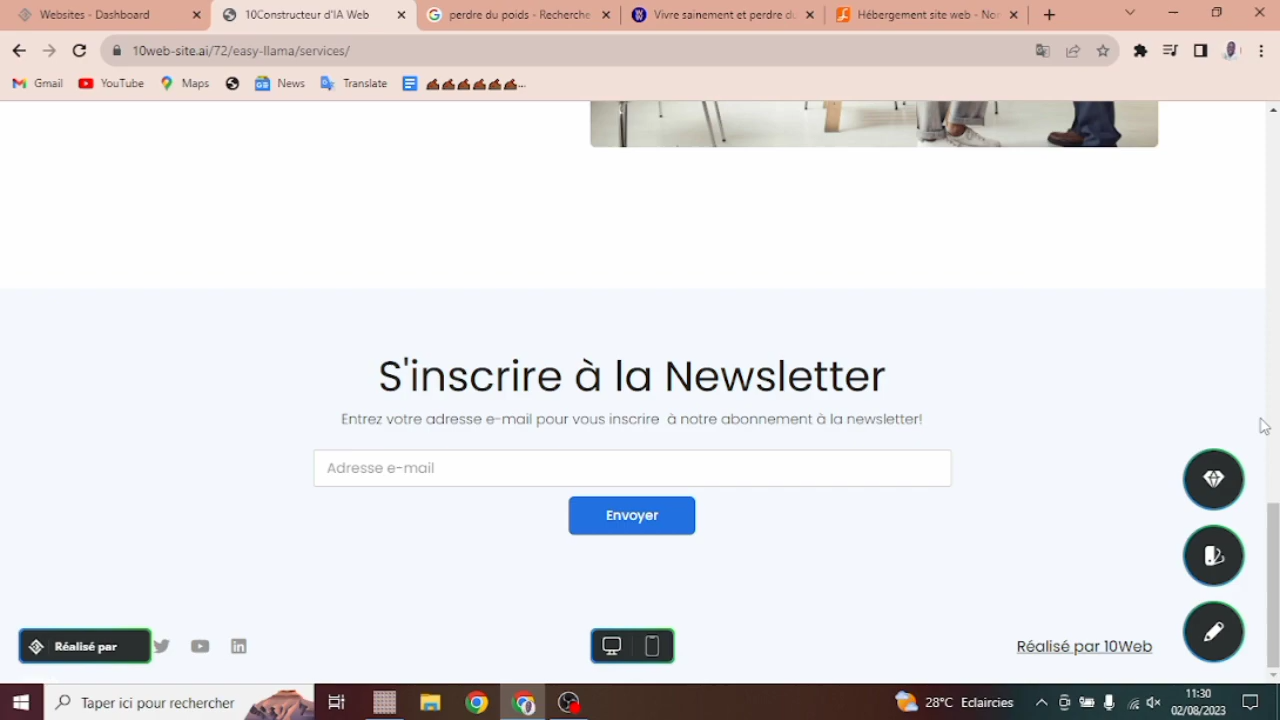 Websites - Dashboard
10Constructeur d'IA Web
perdre du poids - Recherche
Vivre sainement et perdre du
Hébergement site web - Nom
10web-site.ai/72/easy-llama/services/
Gmail
YouTube
Maps
News
Translate
S'inscrire à la Newsletter
Entrez votre adresse e-mail pour vous inscrire à notre abonnement à la newsletter!
Adresse e-mail
Envoyer
Réalisé par
Réalisé par 10Web
Taper ici pour rechercher
28°C Eclaircies
11:30
02/08/2023